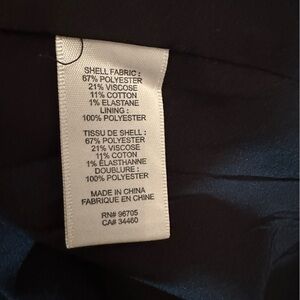 SHELL FABRIC :
67% POLYESTER
21% VISCOSE
11% COTTON
1% ELASTANE
LINING :
100% POLYESTER
TISSU DE SHELL :
67% POLYESTER
21% VISCOSE
11% COTON
1% ÉLASTHANNE
DOUBLURE :
100% POLYESTER
MADE IN CHINA
FABRIQUE EN CHINE
RN# 96705
CA# 34460